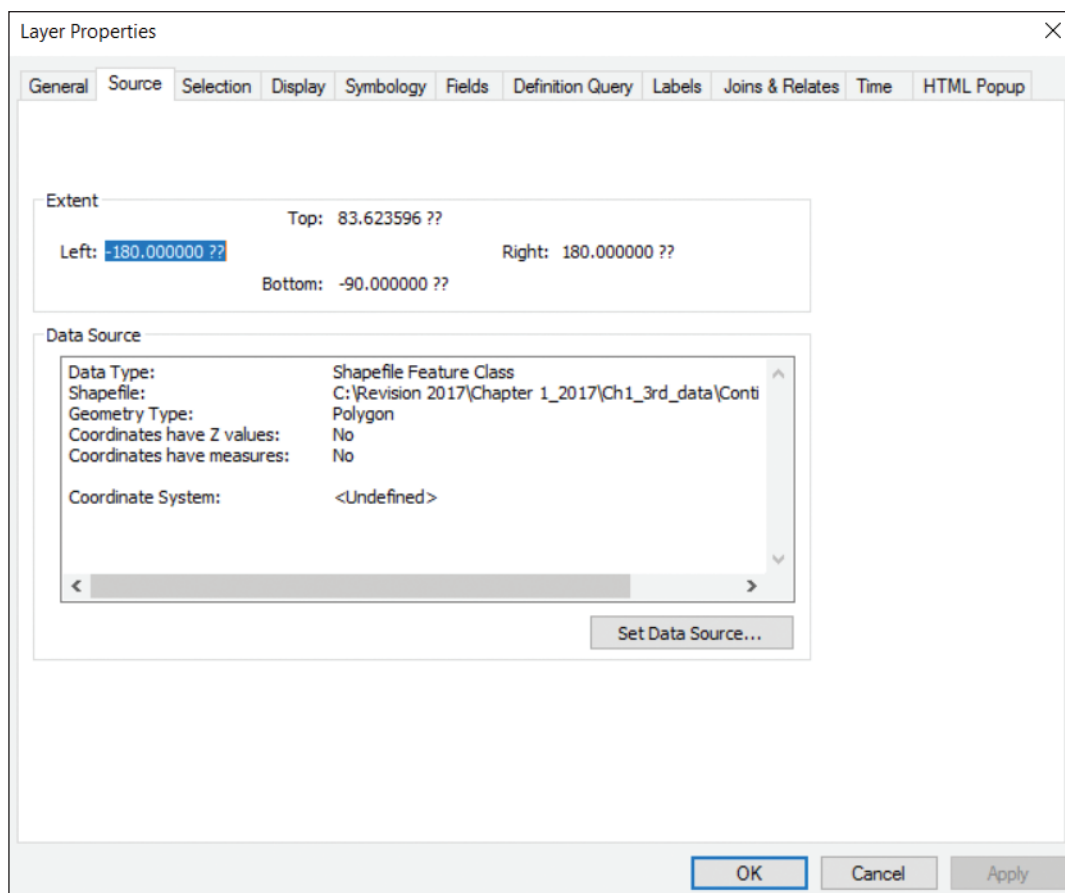 Layer Properties
General Source Selection Display Symbology Fields Definition Query Labels Joins & Relates Time HTML Popup
Extent
Top: 83.623596 ??
Left: -180.000000 ?? Right: 180.000000 ??
Bottom: -90.000000 ??
Data Source
Data Type: Shapefile Feature Class
Shapefile: C:\Revision 2017\Chapter 1_2017\Ch1_3rd_data\Conti
Geometry Type: Polygon
Coordinates have Z values: No
Coordinates have measures: No
Coordinate System: <Undefined>
Set Data Source...
OK Cancel Apply